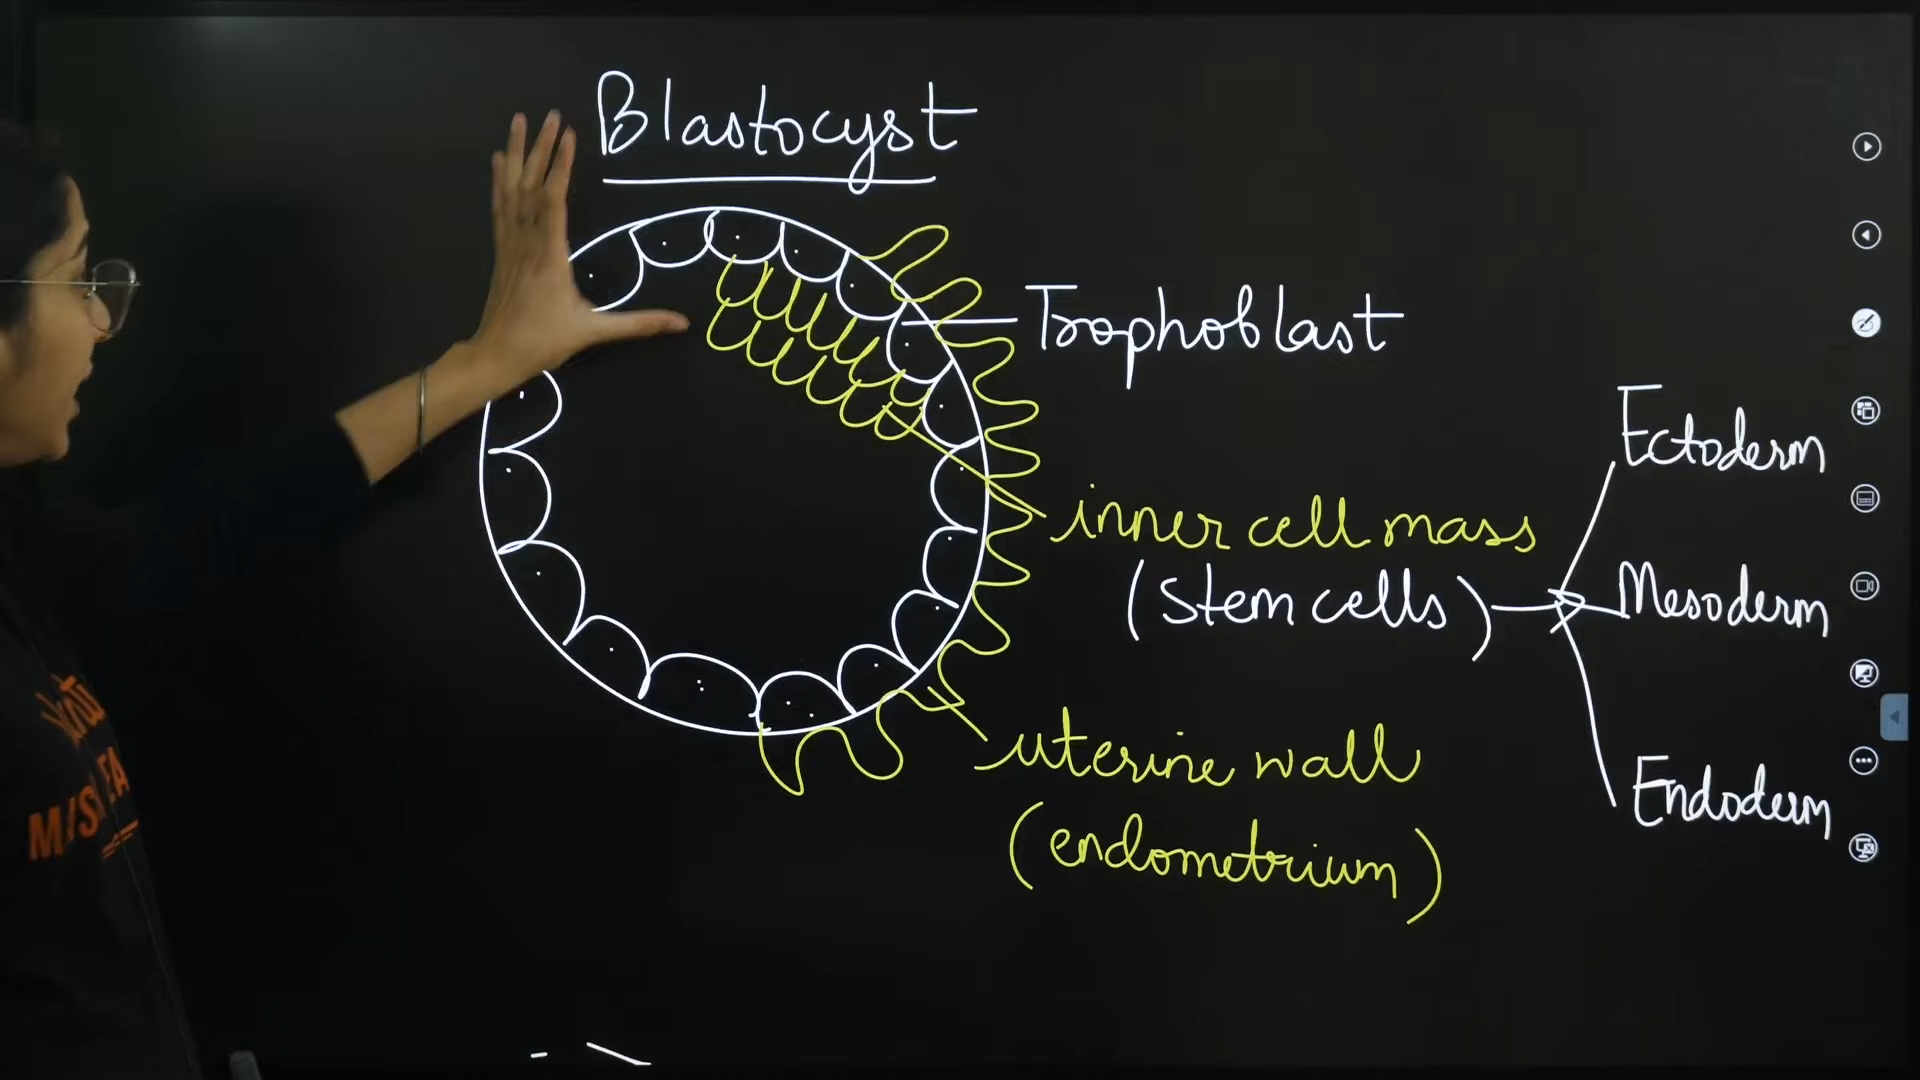 Blastocyst
Trophoblast
Ectoderm
inner cell mass
(Stem cells)
Mesoderm
uterine wall
Endoderm
(endometrium)